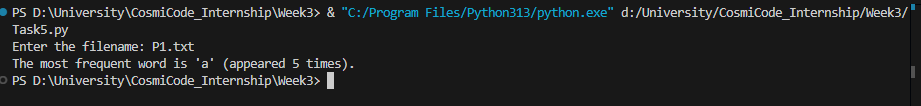 PS D:\University\CosmiCode_Internship\Week3> & "C:/Program Files/Python313/python.exe" d:/University/CosmiCode_Internship/Week3/
Task5.py
Enter the filename: P1.txt
The most frequent word is 'a' (appeared 5 times).
PS D:\University\CosmiCode_Internship\Week3>